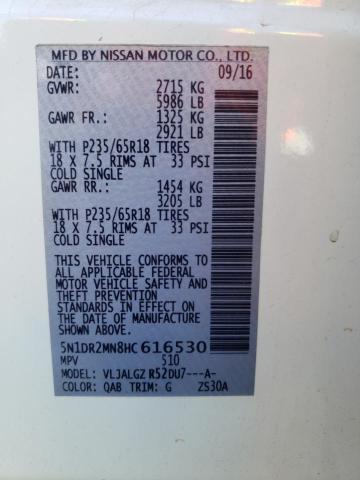 MFD BY NISSAN MOTOR CO., LTD.
DATE: 09/16
GVWR: 2715 KG
5986 LB
GAWR FR.: 1325 KG
2921 LB
WITH P235/65R18 TIRES
18 X 7.5 RIMS AT 33 PSI
COLD SINGLE
GAWR RR.: 1454 KG
3205 LB
WITH P235/65R18 TIRES
18 X 7.5 RIMS AT 33 PSI
COLD SINGLE
THIS VEHICLE CONFORMS TO
ALL APPLICABLE FEDERAL
MOTOR VEHICLE SAFETY AND
THEFT PREVENTION
STANDARDS IN EFFECT ON
THE DATE OF MANUFACTURE
SHOWN ABOVE.
5N1DR2MN8HC 616530
MPV 510
MODEL: VLJALGZ R52DU7---A-
COLOR: QAB TRIM: G ZS30A